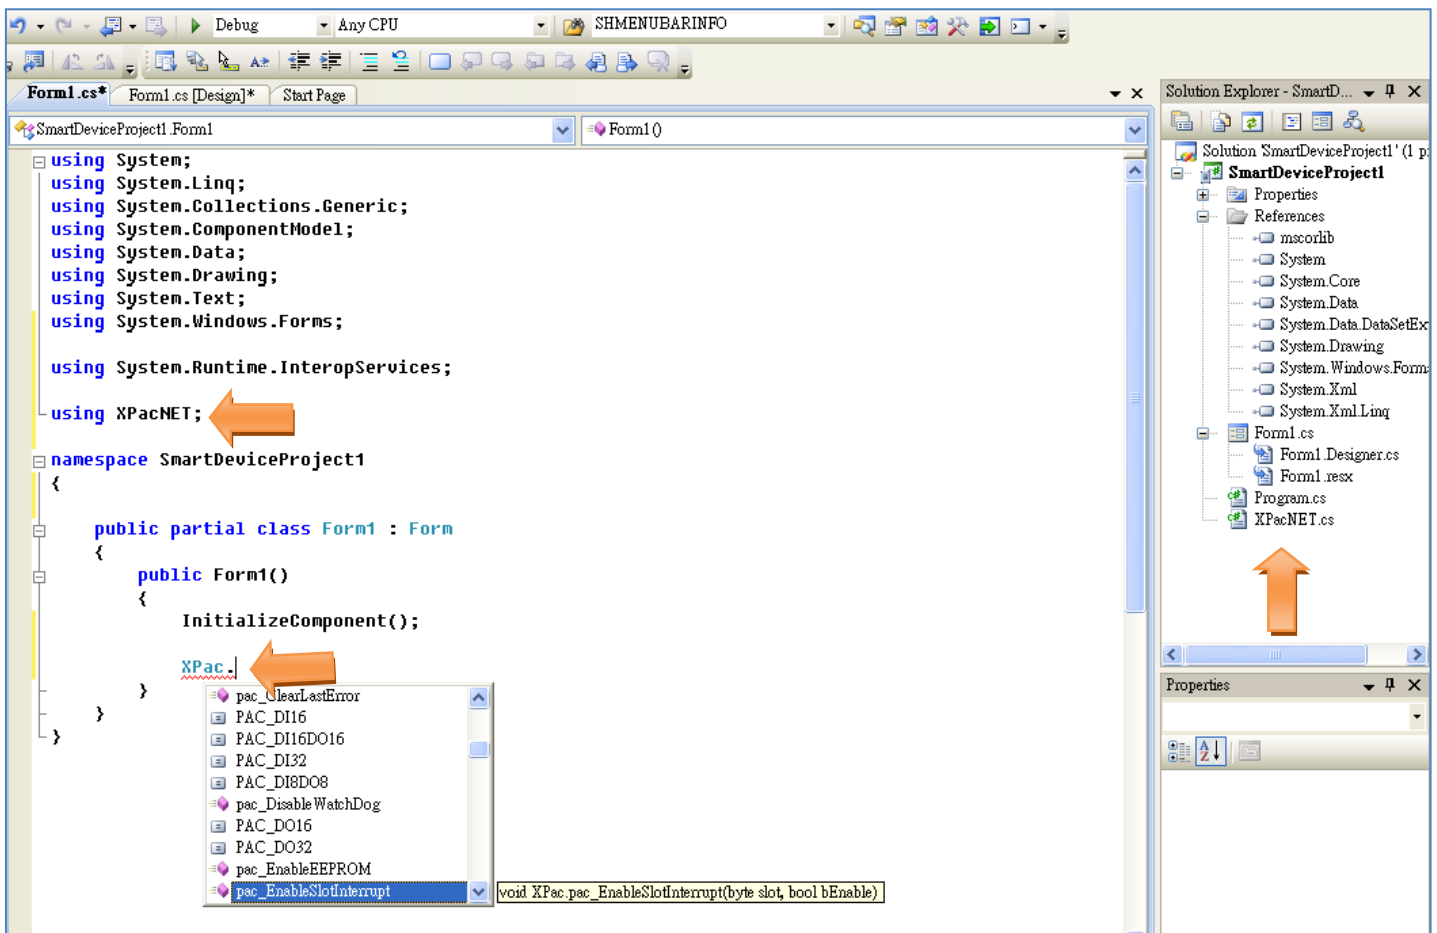 Debug Any CPU SHMENUBARINFO
Form1.cs* Form1.cs [Design]* Start Page
SmartDeviceProject1.Form1 Form1()
using System;
using System.Linq;
using System.Collections.Generic;
using System.ComponentModel;
using System.Data;
using System.Drawing;
using System.Text;
using System.Windows.Forms;
using System.Runtime.InteropServices;
using XPacNET;
namespace SmartDeviceProject1
{
public partial class Form1 : Form
{
public Form1()
{
InitializeComponent();
XPac.
}
}
}
pac_ClearLastError
PAC_DI16
PAC_DI16DO16
PAC_DI32
PAC_DI8DO8
pac_DisableWatchDog
PAC_DO16
PAC_DO32
pac_EnableEEPROM
pac_EnableSlotInterrupt
void XPac.pac_EnableSlotInterrupt(byte slot, bool bEnable)
Solution Explorer - SmartD...
Solution 'SmartDeviceProject1' (1 p
SmartDeviceProject1
Properties
References
mscorlib
System
System.Core
System.Data
System.Data.DataSetEx
System.Drawing
System.Windows.Form
System.Xml
System.Xml.Linq
Form1.cs
Form1.Designer.cs
Form1.resx
Program.cs
XPacNET.cs
Properties